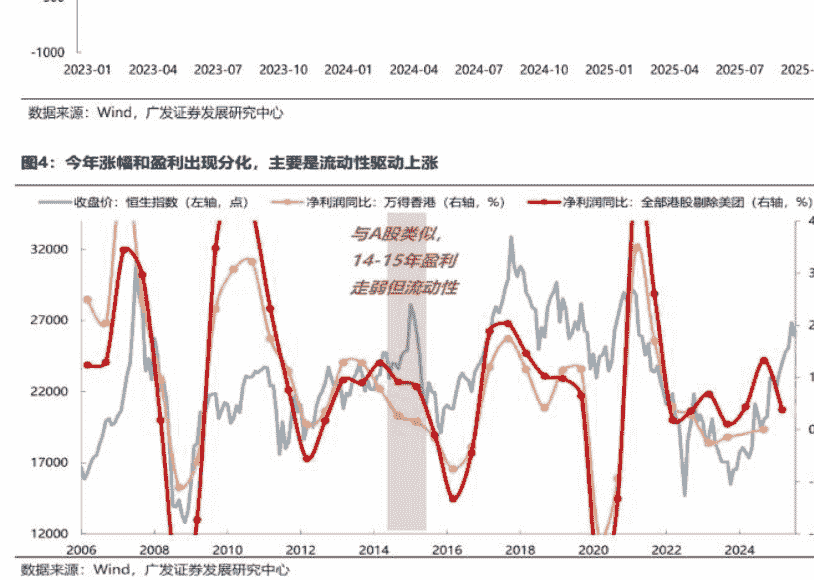 -1000
2023-01 2023-04 2023-07 2023-10 2024-01 2024-04 2024-07 2024-10 2025-01 2025-04 2025-07 2025-
数据来源：Wind，广发证券发展研究中心
图4：今年涨幅和盈利出现分化，主要是流动性驱动上涨
收盘价：恒生指数（左轴，点） 净利润同比：万得香港（右轴，%） 净利润同比：全部港股剔除美团（右轴，%）
与A股类似，
14-15年盈利
走弱但流动性
32000
27000
22000
17000
12000
4
3
2
1
0
-
-
2006 2008 2010 2012 2014 2016 2018 2020 2022 2024
数据来源：Wind，广发证券发展研究中心